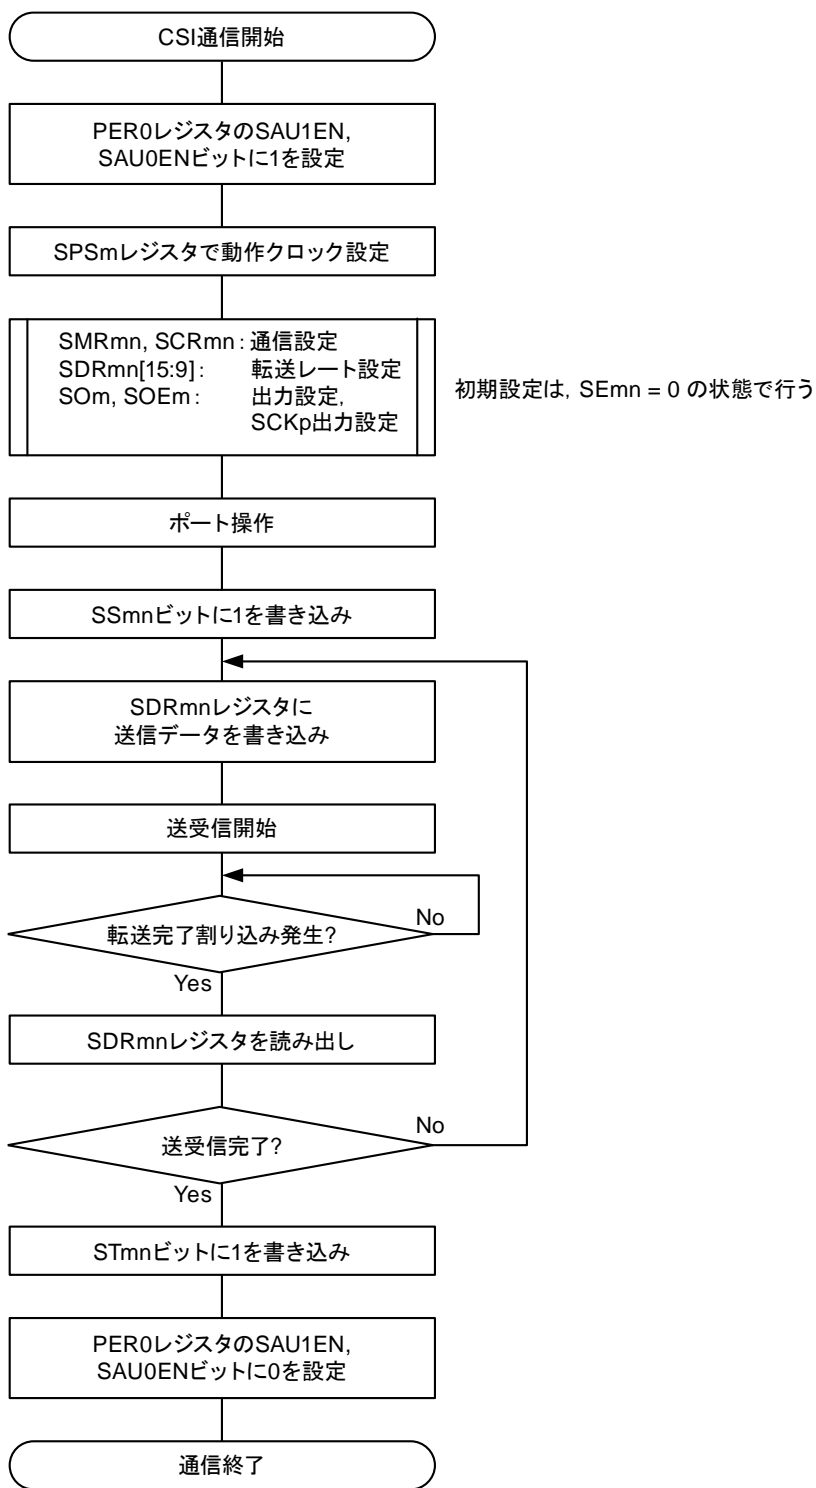 CSI通信開始
PER0レジスタのSAU1EN,
SAU0ENビットに1を設定
SPSmレジスタで動作クロック設定
SMRmn, SCRmn : 通信設定
SDRmn[15:9] : 転送レート設定
SOm, SOEm : 出力設定,
SCKp出力設定
初期設定は, SEmn = 0 の状態で行う
ポート操作
SSmnビットに1を書き込み
SDRmnレジスタに
送信データを書き込み
送受信開始
転送完了割り込み発生?
No
Yes
SDRmnレジスタを読み出し
送受信完了?
No
Yes
STmnビットに1を書き込み
PER0レジスタのSAU1EN,
SAU0ENビットに0を設定
通信終了